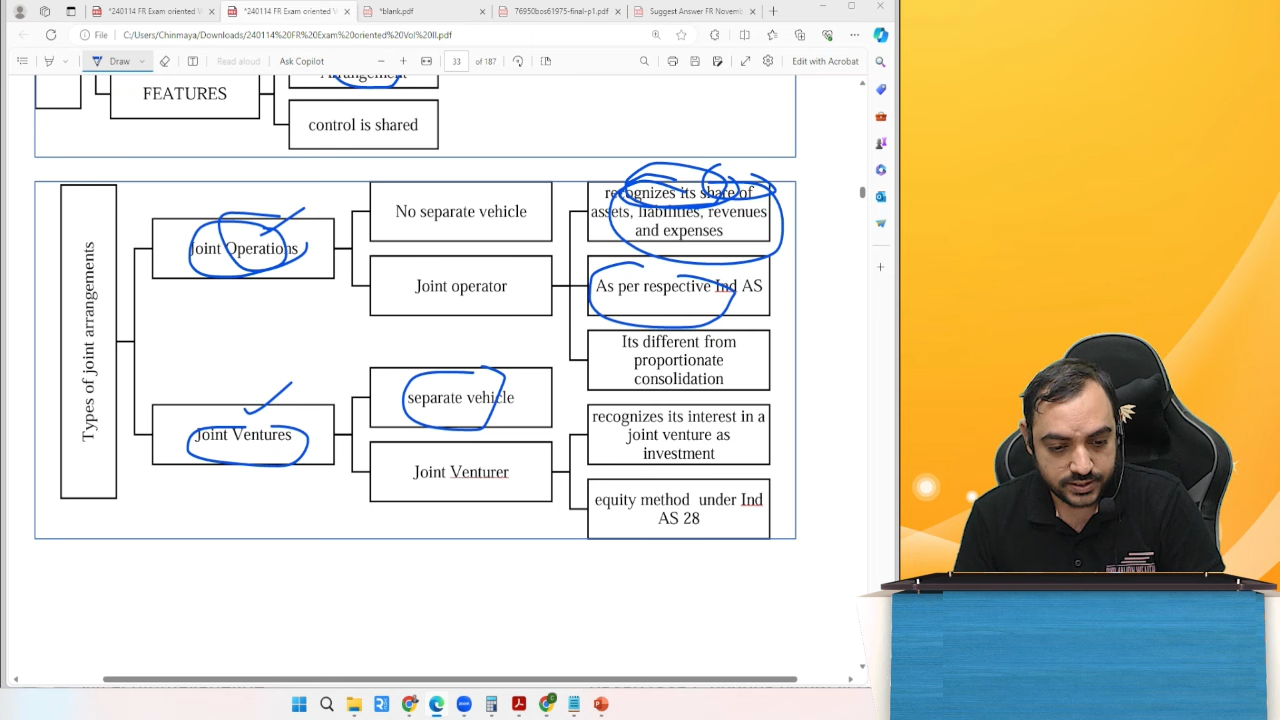 *240114 FR Exam oriented V
*240114 FR Exam oriented V
*blank.pdf
76950bos61975-final-p1.pdf
Suggest Answer FR Novemb
File
C:/Users/Chinmaya/Downloads/240114%20FR%20Exam%20oriented%20Vol%20II.pdf
Draw
Read aloud
Ask Copilot
33
of 187
Edit with Acrobat
FEATURES
Arrangement
control is shared
Types of joint arrangements
Joint Operations
No separate vehicle
Joint operator
recognizes its share of
assets, liabilities, revenues
and expenses
As per respective Ind AS
Its different from
proportionate
consolidation
Joint Ventures
separate vehicle
Joint Venturer
recognizes its interest in a
joint venture as
investment
equity method under Ind
AS 28